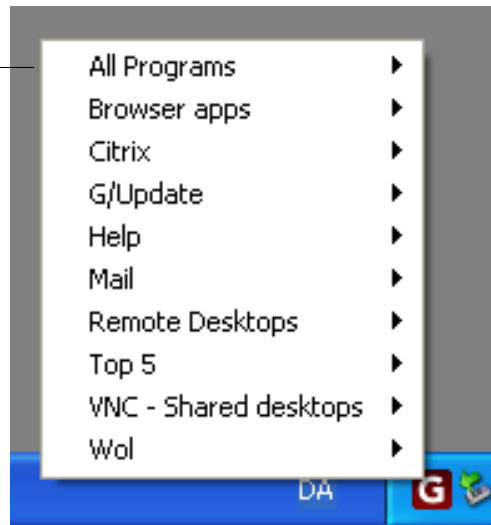 All Programs
Browser apps
Citrix
G/Update
Help
Mail
Remote Desktops
Top 5
VNC - Shared desktops
Wol
DA
G